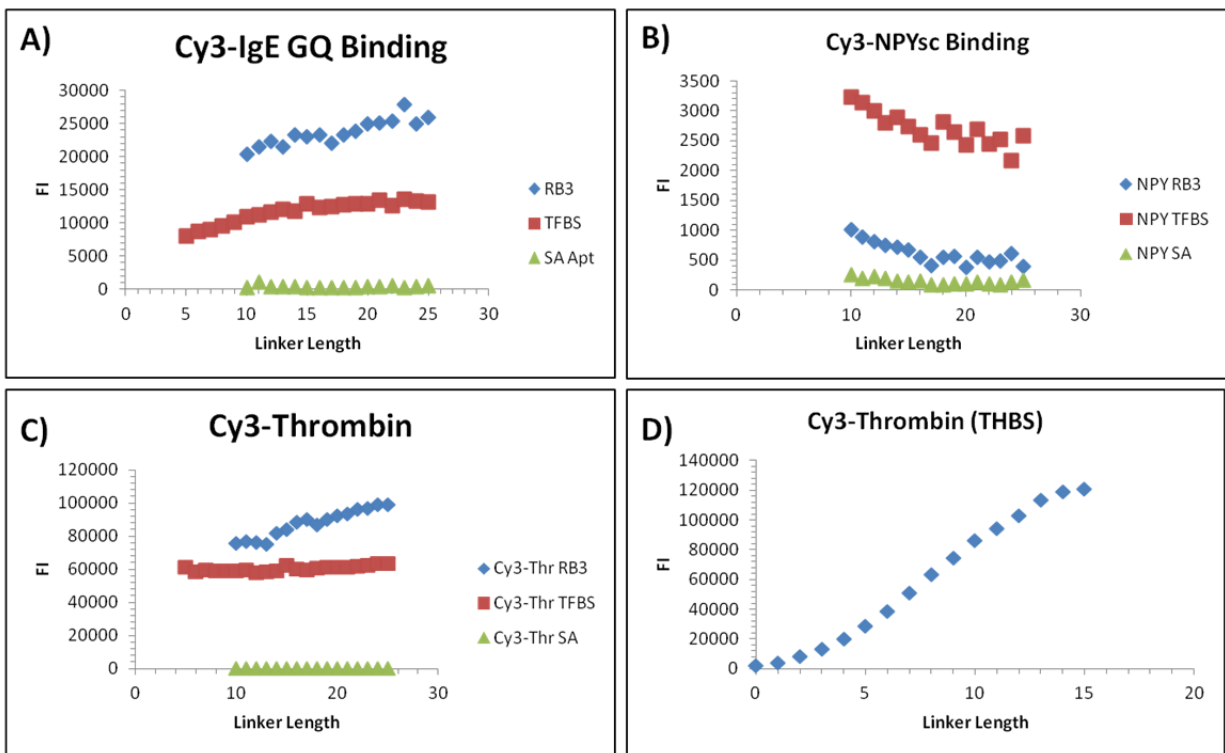 A)
Cy3-IgE GQ Binding
30000
25000
20000
15000
10000
5000
0
FI
0 5 10 15 20 25 30
Linker Length
RB3
TFBS
SA Apt
B)
Cy3-NPYsc Binding
3500
3000
2500
2000
1500
1000
500
0
FI
0 10 20 30
Linker Length
NPY RB3
NPY TFBS
NPY SA
C)
Cy3-Thrombin
120000
100000
80000
60000
40000
20000
0
FI
0 10 20 30
Linker Length
Cy3-Thr RB3
Cy3-Thr TFBS
Cy3-Thr SA
D)
Cy3-Thrombin (THBS)
140000
120000
100000
80000
60000
40000
20000
0
FI
0 5 10 15 20
Linker Length